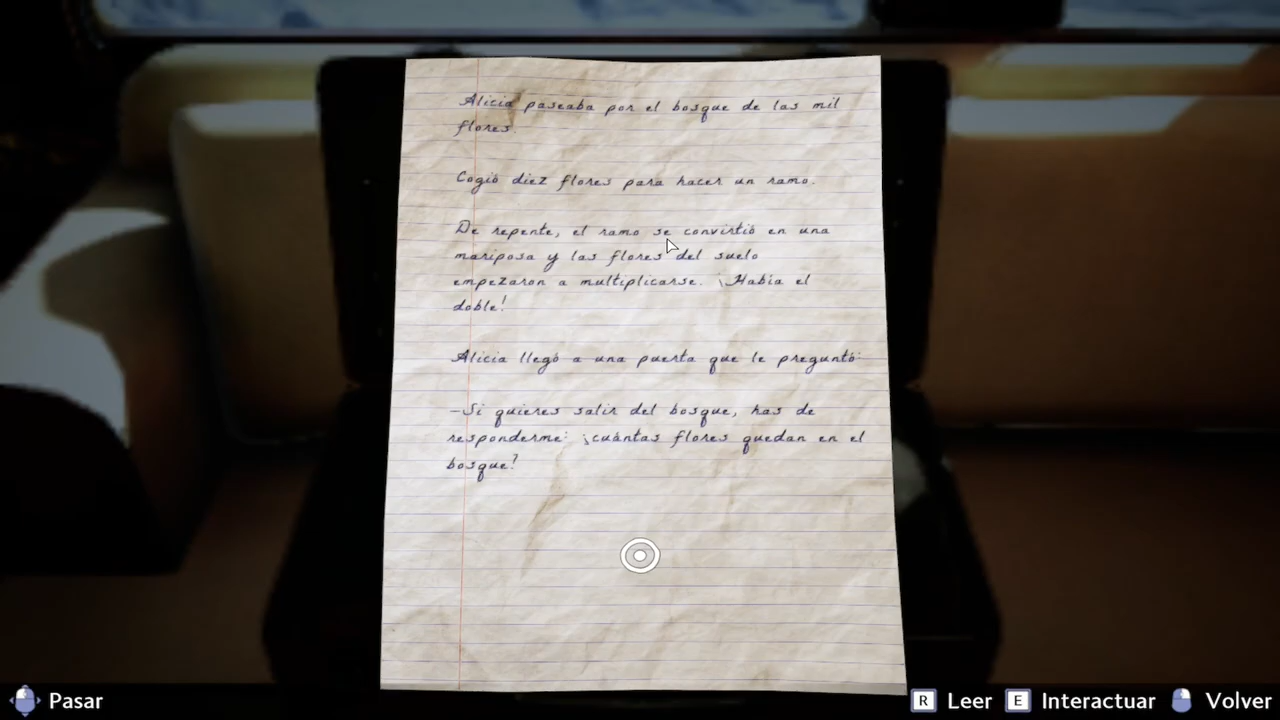 Alicia paseaba por el bosque de las mil
flores.
Cogió diez flores para hacer un ramo.
De repente, el ramo se convirtió en una
mariposa y las flores del suelo
empezaron a multiplicarse. ¡Había el
doble!
Alicia llegó a una puerta que le preguntó:
—Si quieres salir del bosque, has de
responderme: ¿cuántas flores quedan en el
bosque?
Pasar
R Leer E Interactuar Volver